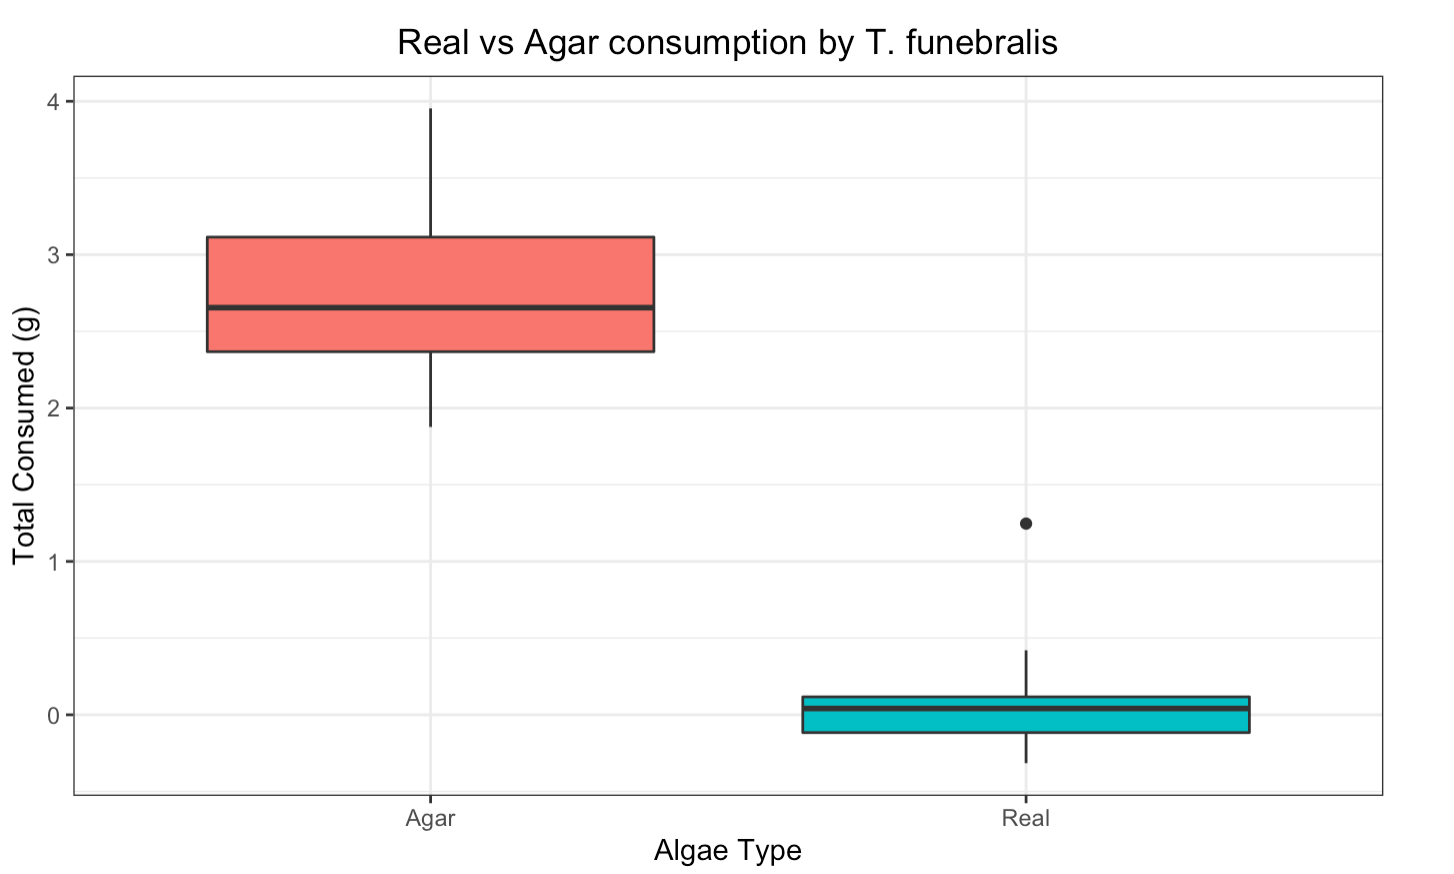 Real vs Agar consumption by T. funebralis
Total Consumed (g)
4
3
2
1
0
Agar
Real
Algae Type